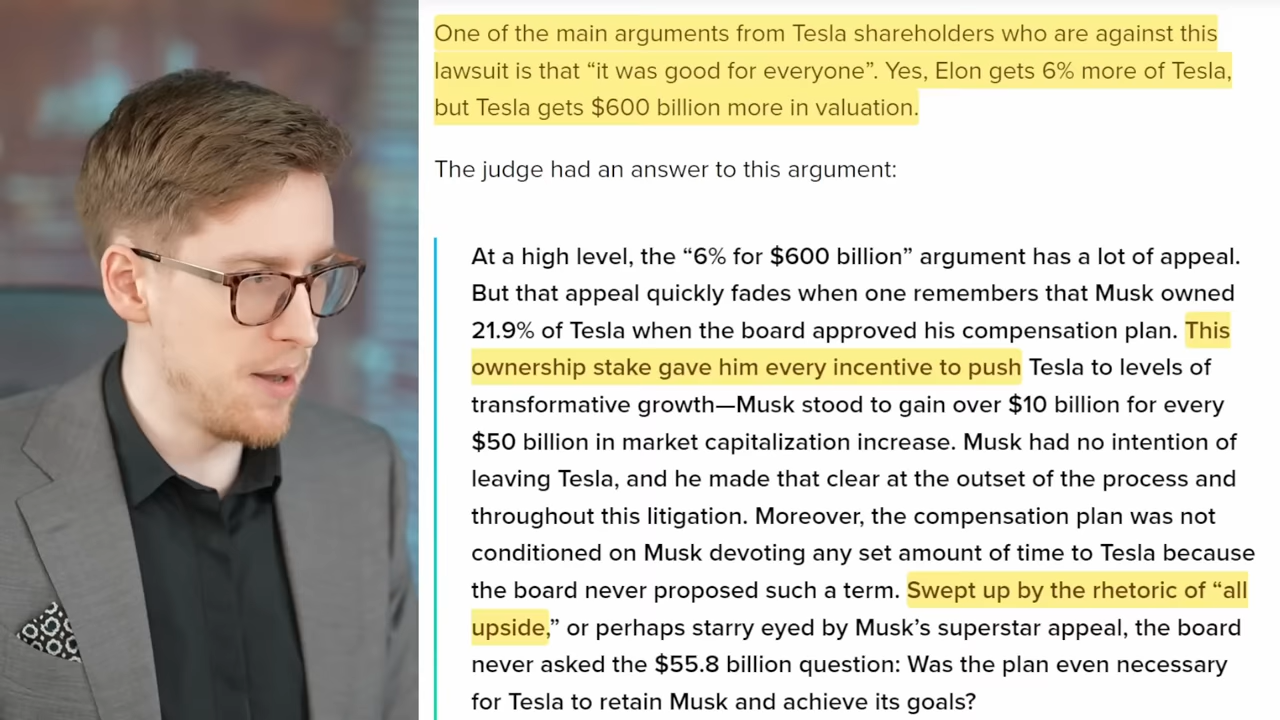 One of the main arguments from Tesla shareholders who are against this
lawsuit is that “it was good for everyone”. Yes, Elon gets 6% more of Tesla,
but Tesla gets $600 billion more in valuation.
The judge had an answer to this argument:
At a high level, the “6% for $600 billion” argument has a lot of appeal.
But that appeal quickly fades when one remembers that Musk owned
21.9% of Tesla when the board approved his compensation plan. This
ownership stake gave him every incentive to push Tesla to levels of
transformative growth—Musk stood to gain over $10 billion for every
$50 billion in market capitalization increase. Musk had no intention of
leaving Tesla, and he made that clear at the outset of the process and
throughout this litigation. Moreover, the compensation plan was not
conditioned on Musk devoting any set amount of time to Tesla because
the board never proposed such a term. Swept up by the rhetoric of “all
upside,” or perhaps starry eyed by Musk’s superstar appeal, the board
never asked the $55.8 billion question: Was the plan even necessary
for Tesla to retain Musk and achieve its goals?